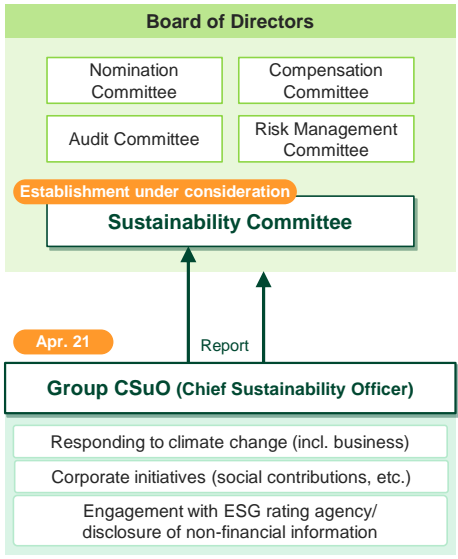 Board of Directors
Nomination
Committee
Compensation
Committee
Audit Committee
Risk Management
Committee
Establishment under consideration
Sustainability Committee
Apr. 21
Report
Group CSuO (Chief Sustainability Officer)
Responding to climate change (incl. business)
Corporate initiatives (social contributions, etc.)
Engagement with ESG rating agency/
disclosure of non-financial information